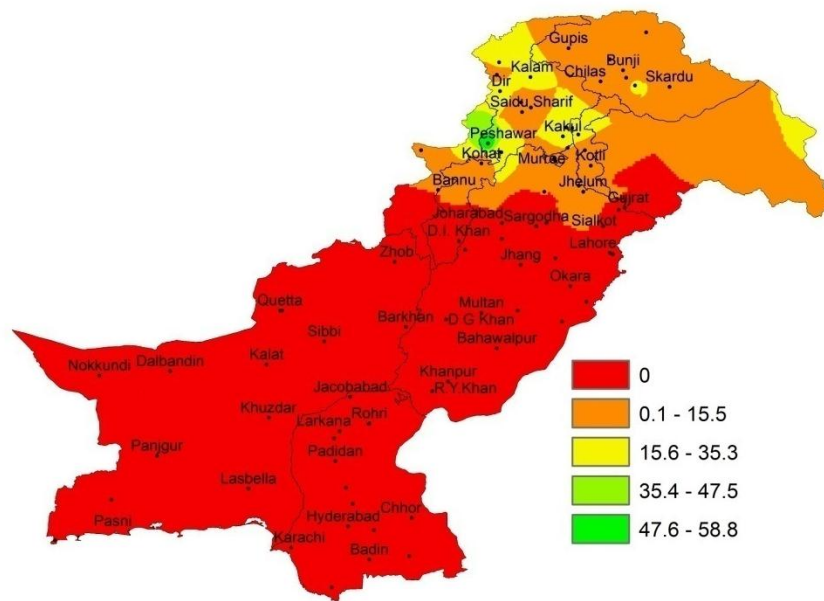 Gupis
Bunji
Kalam
Chilas
Skardu
Dir
Saidu Sharif
Kakul
Peshawar
Kohat
Murree
Kotli
Bannu
Jhelum
Gujrat
Joharabad
Sargodha
Sialkot
D.I. Khan
Lahore
Zhob
Jhang
Okara
Quetta
Multan
Barkhan
D G Khan
Sibbi
Bahawalpur
Nokkundi
Dalbandin
Kalat
Khanpur
R.Y.Khan
Jacobabad
Khuzdar
Larkana
Rohri
Panjgur
Padidan
Lasbella
Pasni
Hyderabad
Chhor
Karachi
Badin
0
0.1 - 15.5
15.6 - 35.3
35.4 - 47.5
47.6 - 58.8